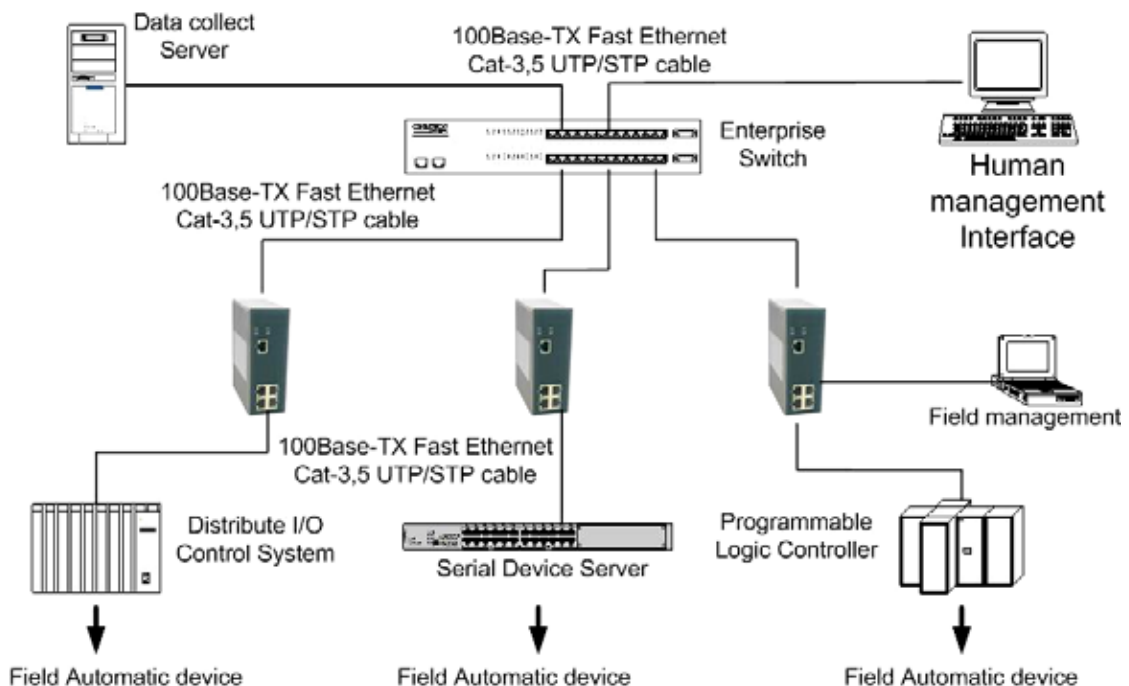 Data collect
Server
100Base-TX Fast Ethernet
Cat-3,5 UTP/STP cable
Enterprise
Switch
Human
management
Interface
100Base-TX Fast Ethernet
Cat-3,5 UTP/STP cable
Field management
100Base-TX Fast Ethernet
Cat-3,5 UTP/STP cable
Distribute I/O
Control System
Serial Device Server
Programmable
Logic Controller
Field Automatic device
Field Automatic device
Field Automatic device